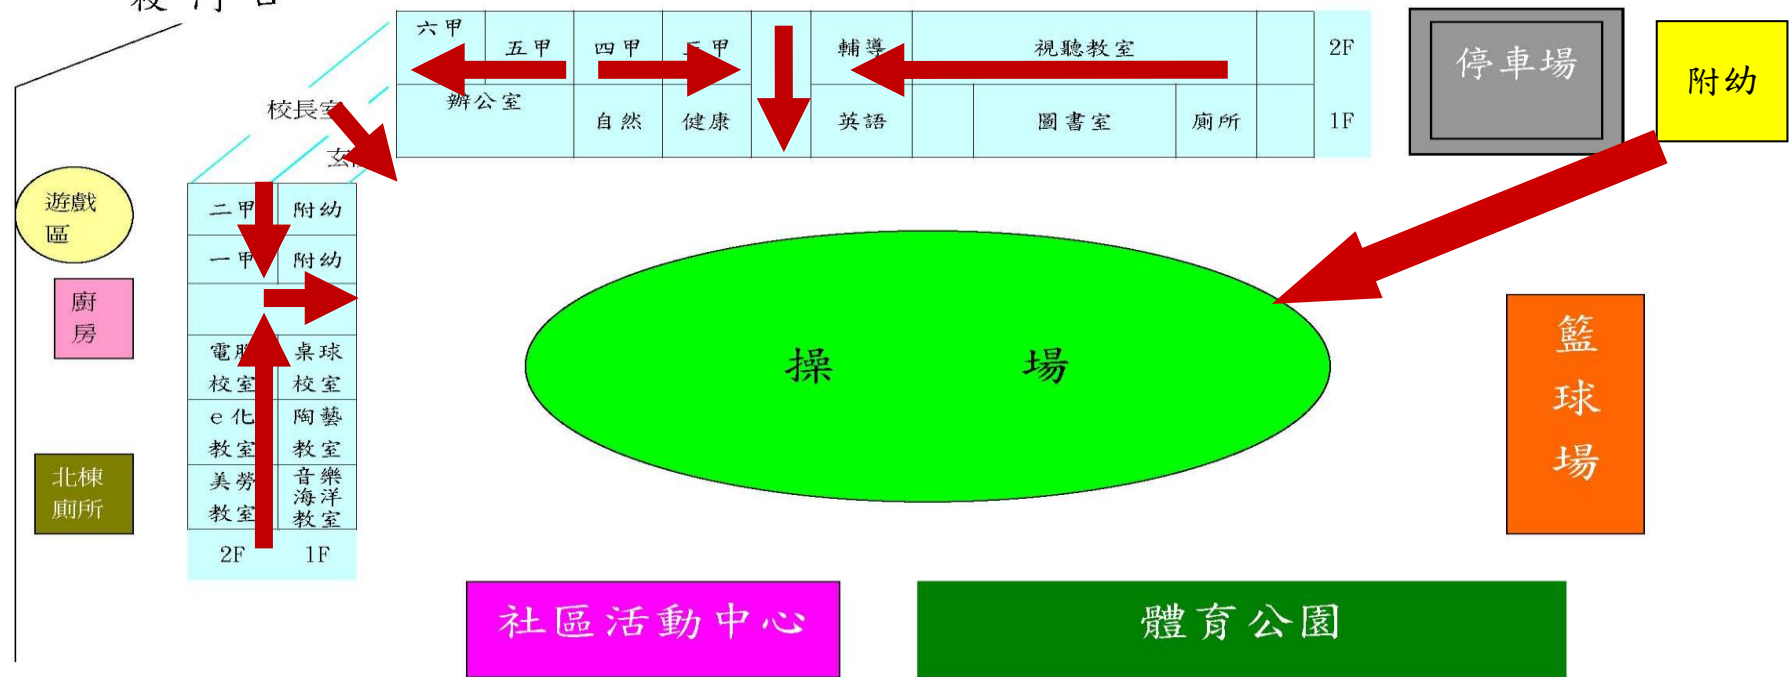 六甲
五甲
四甲
甲
輔導
視聽教室
2F
辦公室
自然
健康
英語
圖書室
廁所
1F
停車場
附幼
校長室
玄
遊戲
區
二甲
附幼
一甲
附幼
廚
房
電腦
校室
桌球
校室
e化
教室
陶藝
教室
美勞
教室
音樂
海洋
教室
2F
1F
北棟
廁所
操 場
籃
球
場
社區活動中心
體育公園